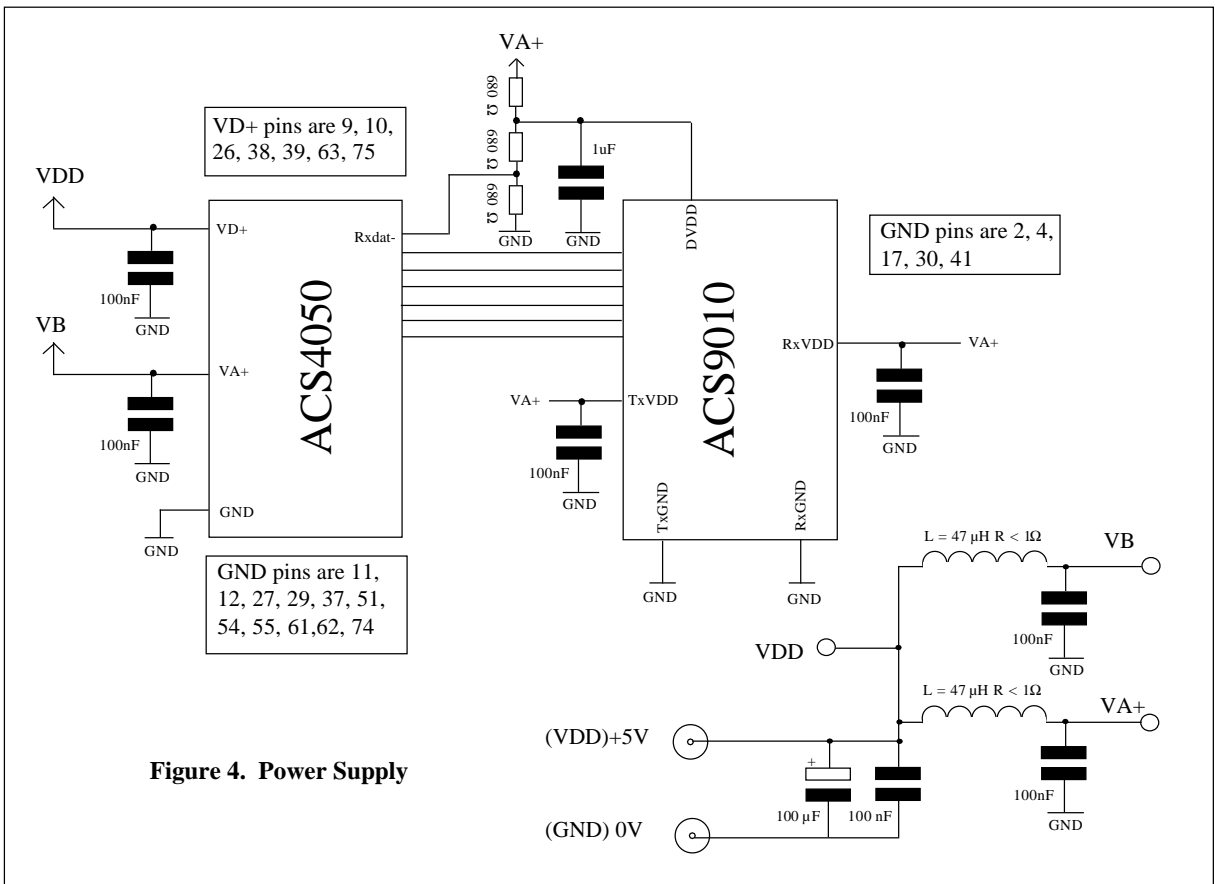 VA+
680 Ω
680 Ω
680 Ω
1uF
GND
GND
VD+ pins are 9, 10,
26, 38, 39, 63, 75
VDD
VD+
Rxdat-
100nF
GND
VB
VA+
100nF
GND
GND
GND
ACS4050
GND pins are 11,
12, 27, 29, 37, 51,
54, 55, 61,62, 74
DVDD
GND pins are 2, 4,
17, 30, 41
ACS9010
RxVDD
VA+
100nF
GND
VA+
TxVDD
100nF
GND
TxGND
RxGND
GND
GND
L = 47 µH R < 1Ω
VB
100nF
GND
VDD
L = 47 µH R < 1Ω
VA+
100nF
GND
(VDD)+5V
+
100 µF
100 nF
(GND) 0V
Figure 4. Power Supply